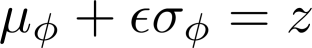 μ_ϕ + ϵσ_ϕ = z